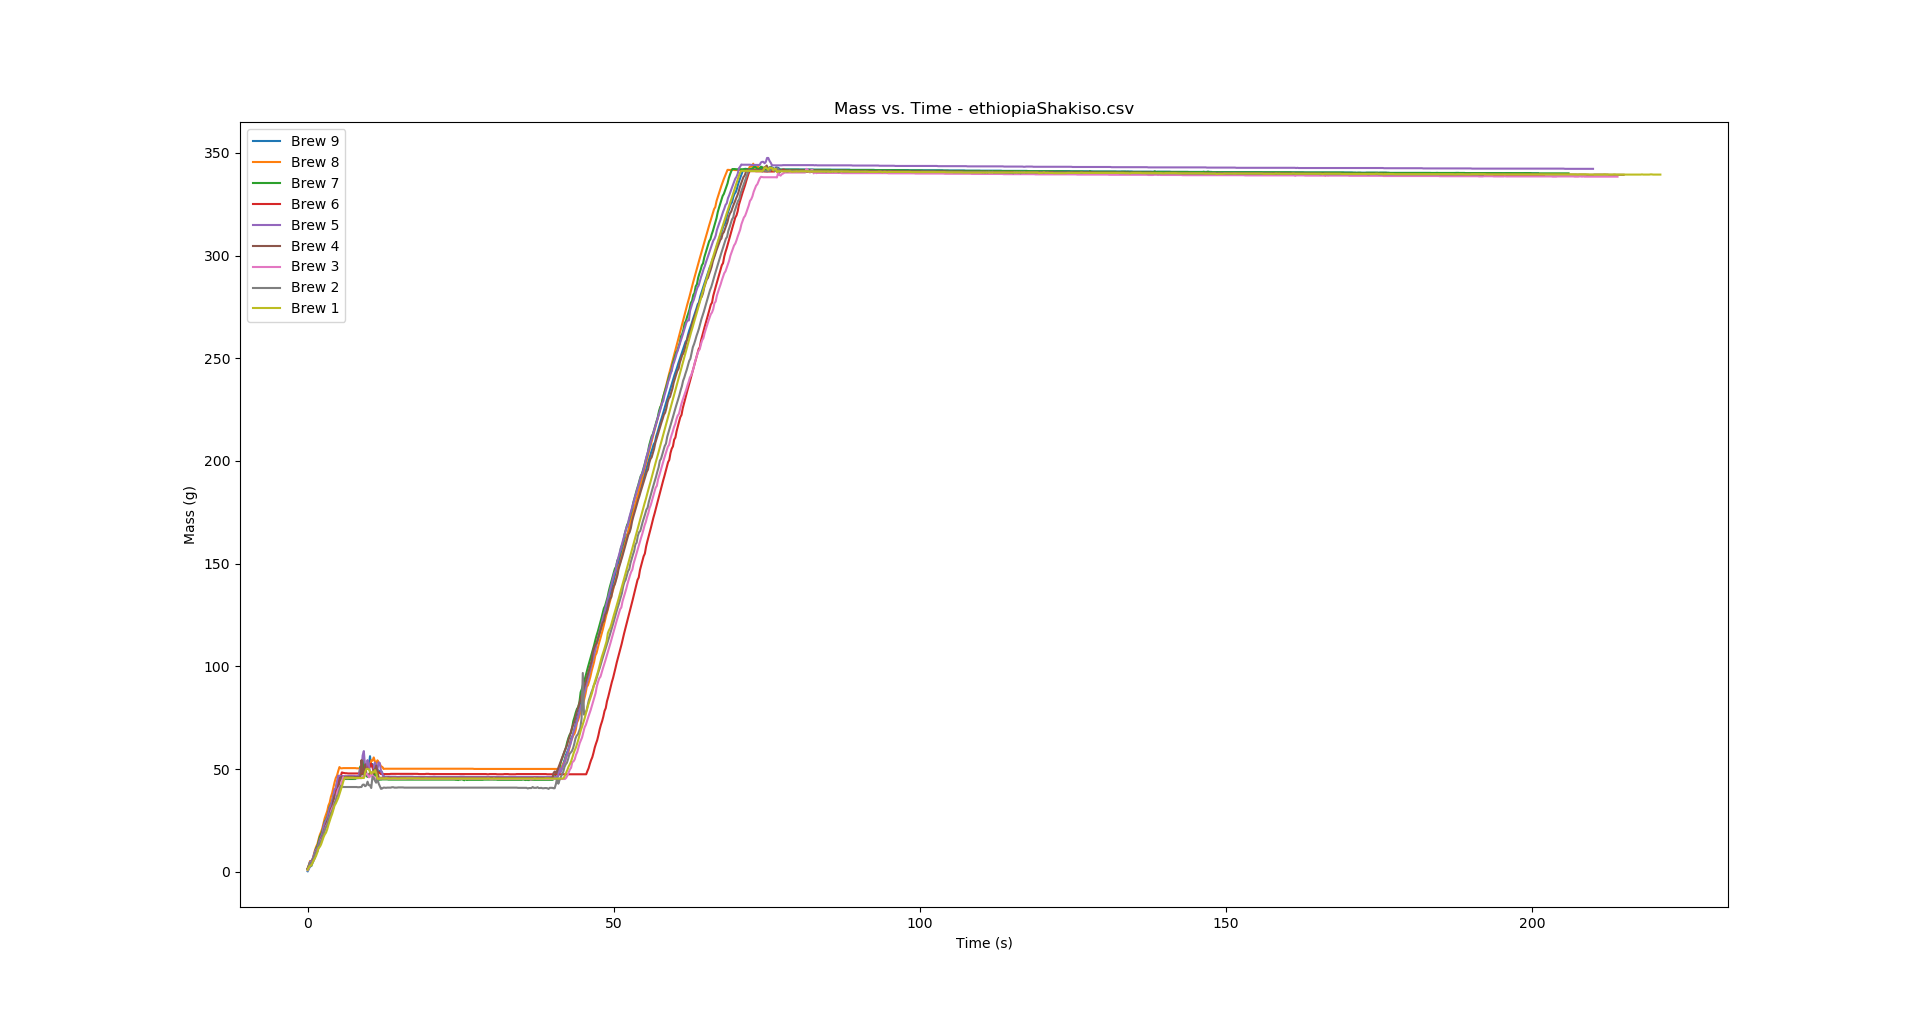 Mass vs. Time - ethiopiaShakiso.csv
Brew 9
Brew 8
Brew 7
Brew 6
Brew 5
Brew 4
Brew 3
Brew 2
Brew 1
350
300
250
200
150
100
50
0
Mass (g)
0 50 100 150 200
Time (s)